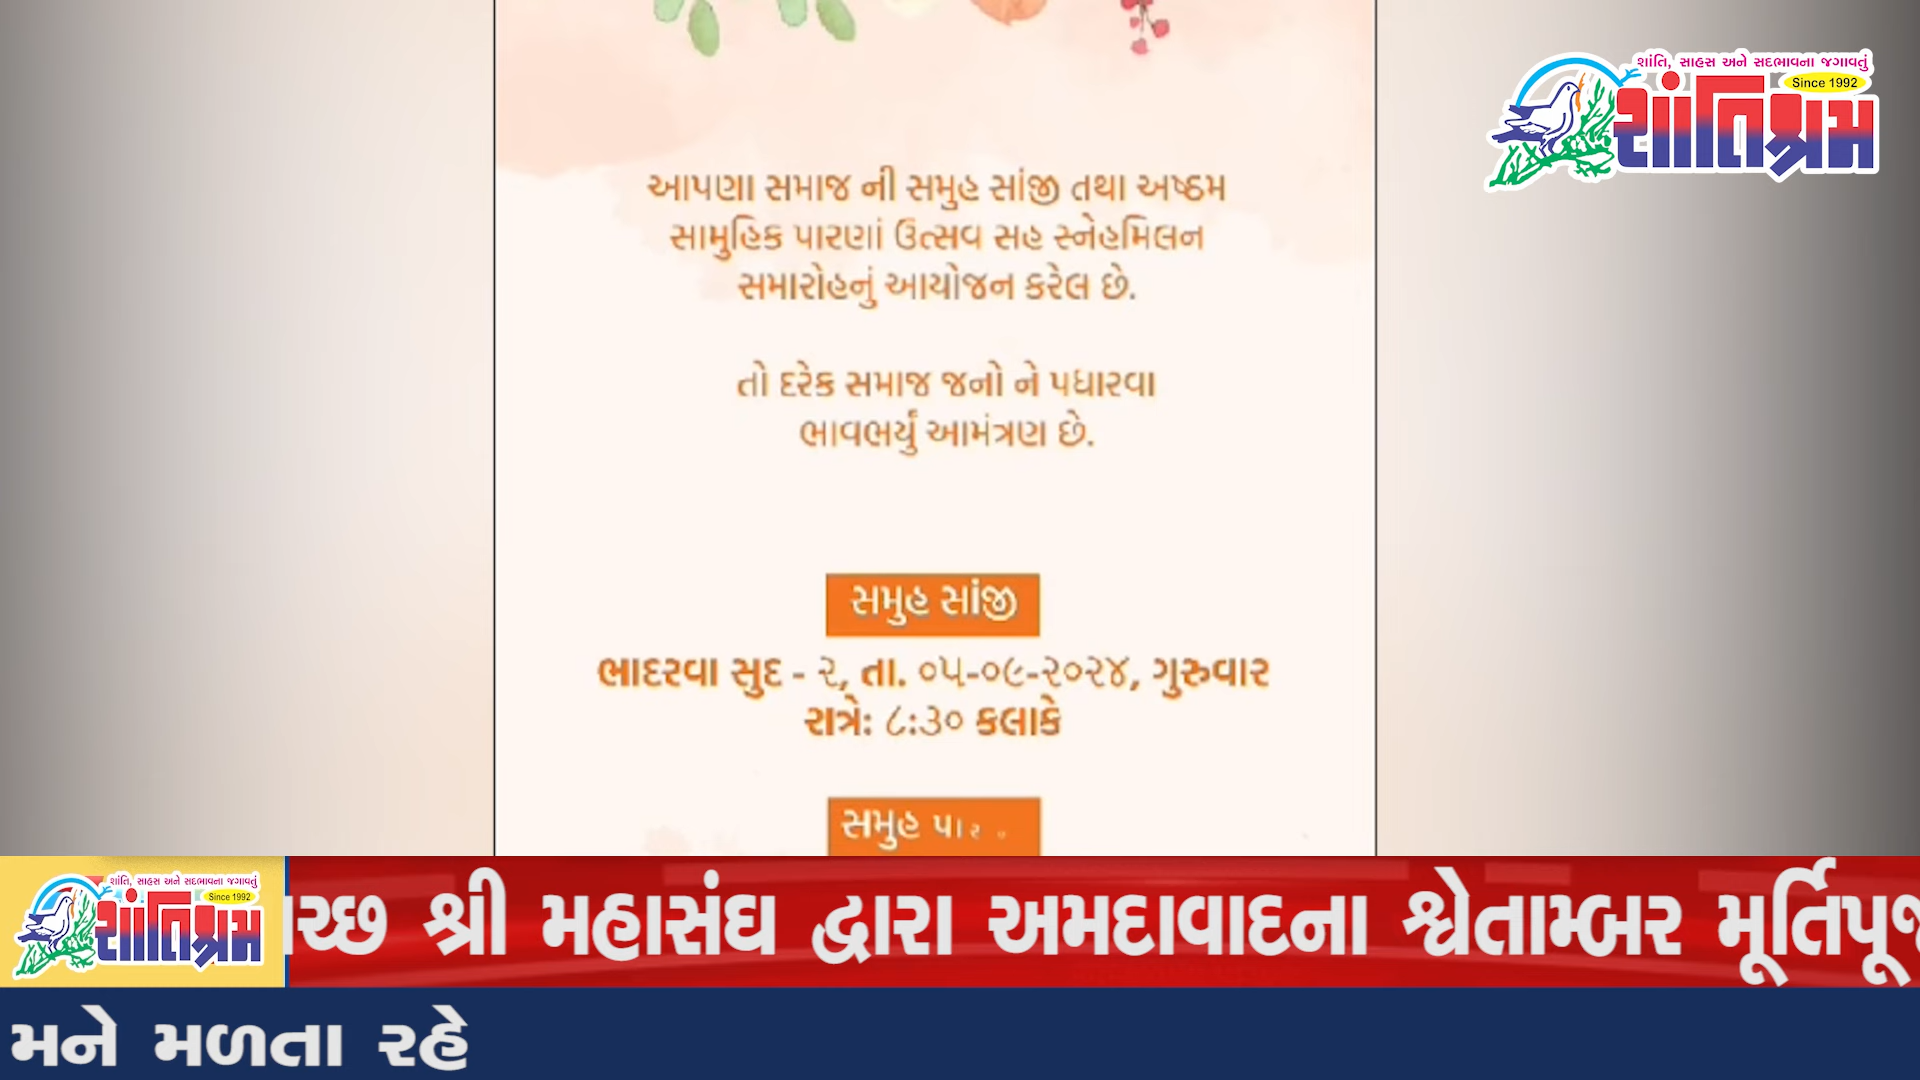 શાંતિ, સાહસ અને સદભાવના જગાવતું
Since 1992
શાંતિશ્રમ
આપણા સમાજ ની સમુહ સાંજી તથા અષ્ઠમ
સામુહિક પારણાં ઉત્સવ સહ સ્નેહમિલન
સમારોહનું આયોજન કરેલ છે.
તો દરેક સમાજ જનો ને પધારવા
ભાવભર્યું આમંત્રણ છે.
સમુહ સાંજી
ભાદરવા સુદ - ૨, તા. ૦૫-૦૯-૨૦૨૪, ગુરુવાર
રાત્રે: ૮:૩૦ કલાકે
સમુહ
શાંતિ, સાહસ અને સદભાવના જગાવતું
Since 1992
શાંતિશ્રમ
ચ્છ શ્રી મહાસંઘ દ્વારા અમદાવાદના શ્વેતામ્બર મૂર્તિપૂજ
મને મળતા રહે